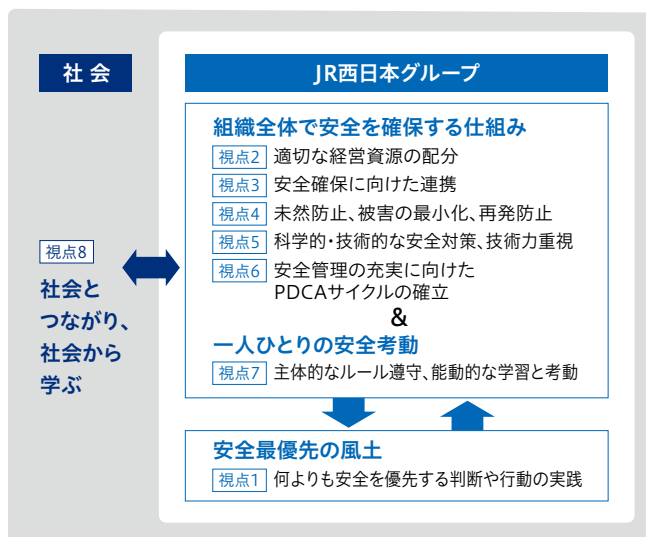 社会
JR西日本グループ
組織全体で安全を確保する仕組み
視点2 適切な経営資源の配分
視点3 安全確保に向けた連携
視点4 未然防止、被害の最小化、再発防止
視点5 科学的・技術的な安全対策、技術力重視
視点6 安全管理の充実に向けた
PDCAサイクルの確立
&
一人ひとりの安全考動
視点7 主体的なルール遵守、能動的な学習と考動
視点8
社会と
つながり、
社会から
学ぶ
安全最優先の風土
視点1 何よりも安全を優先する判断や行動の実践